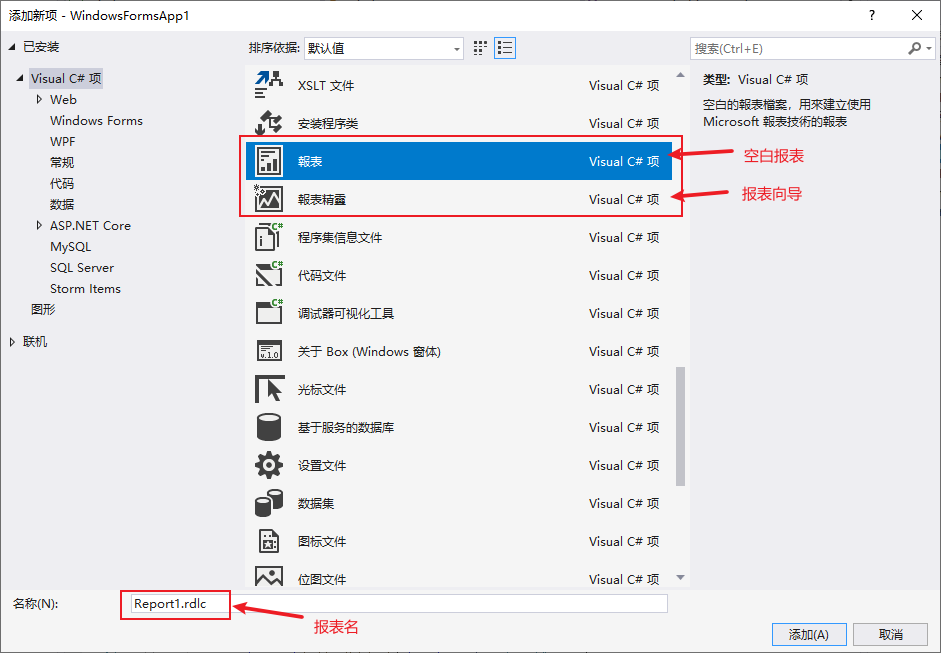 添加新项 - WindowsFormsApp1
?
已安装
排序依据: 默认值
搜索(Ctrl+E)
Visual C# 项
Web
Windows Forms
WPF
常规
代码
数据
ASP.NET Core
MySQL
SQL Server
Storm Items
图形
联机
XSLT 文件 Visual C# 项
安装程序类 Visual C# 项
報表 Visual C# 项
報表精靈 Visual C# 项
C# 程序集信息文件 Visual C# 项
C# 代码文件 Visual C# 项
C# 调试器可视化工具 Visual C# 项
v.1.0 关于 Box (Windows 窗体) Visual C# 项
光标文件 Visual C# 项
基于服务的数据库 Visual C# 项
设置文件 Visual C# 项
数据集 Visual C# 项
图标文件 Visual C# 项
位图文件 Visual C# 项
类型: Visual C# 项
空白的報表檔案，用來建立使用
Microsoft 報表技術的報表
空白报表
报表向导
名称(N): Report1.rdlc
报表名
添加(A) 取消